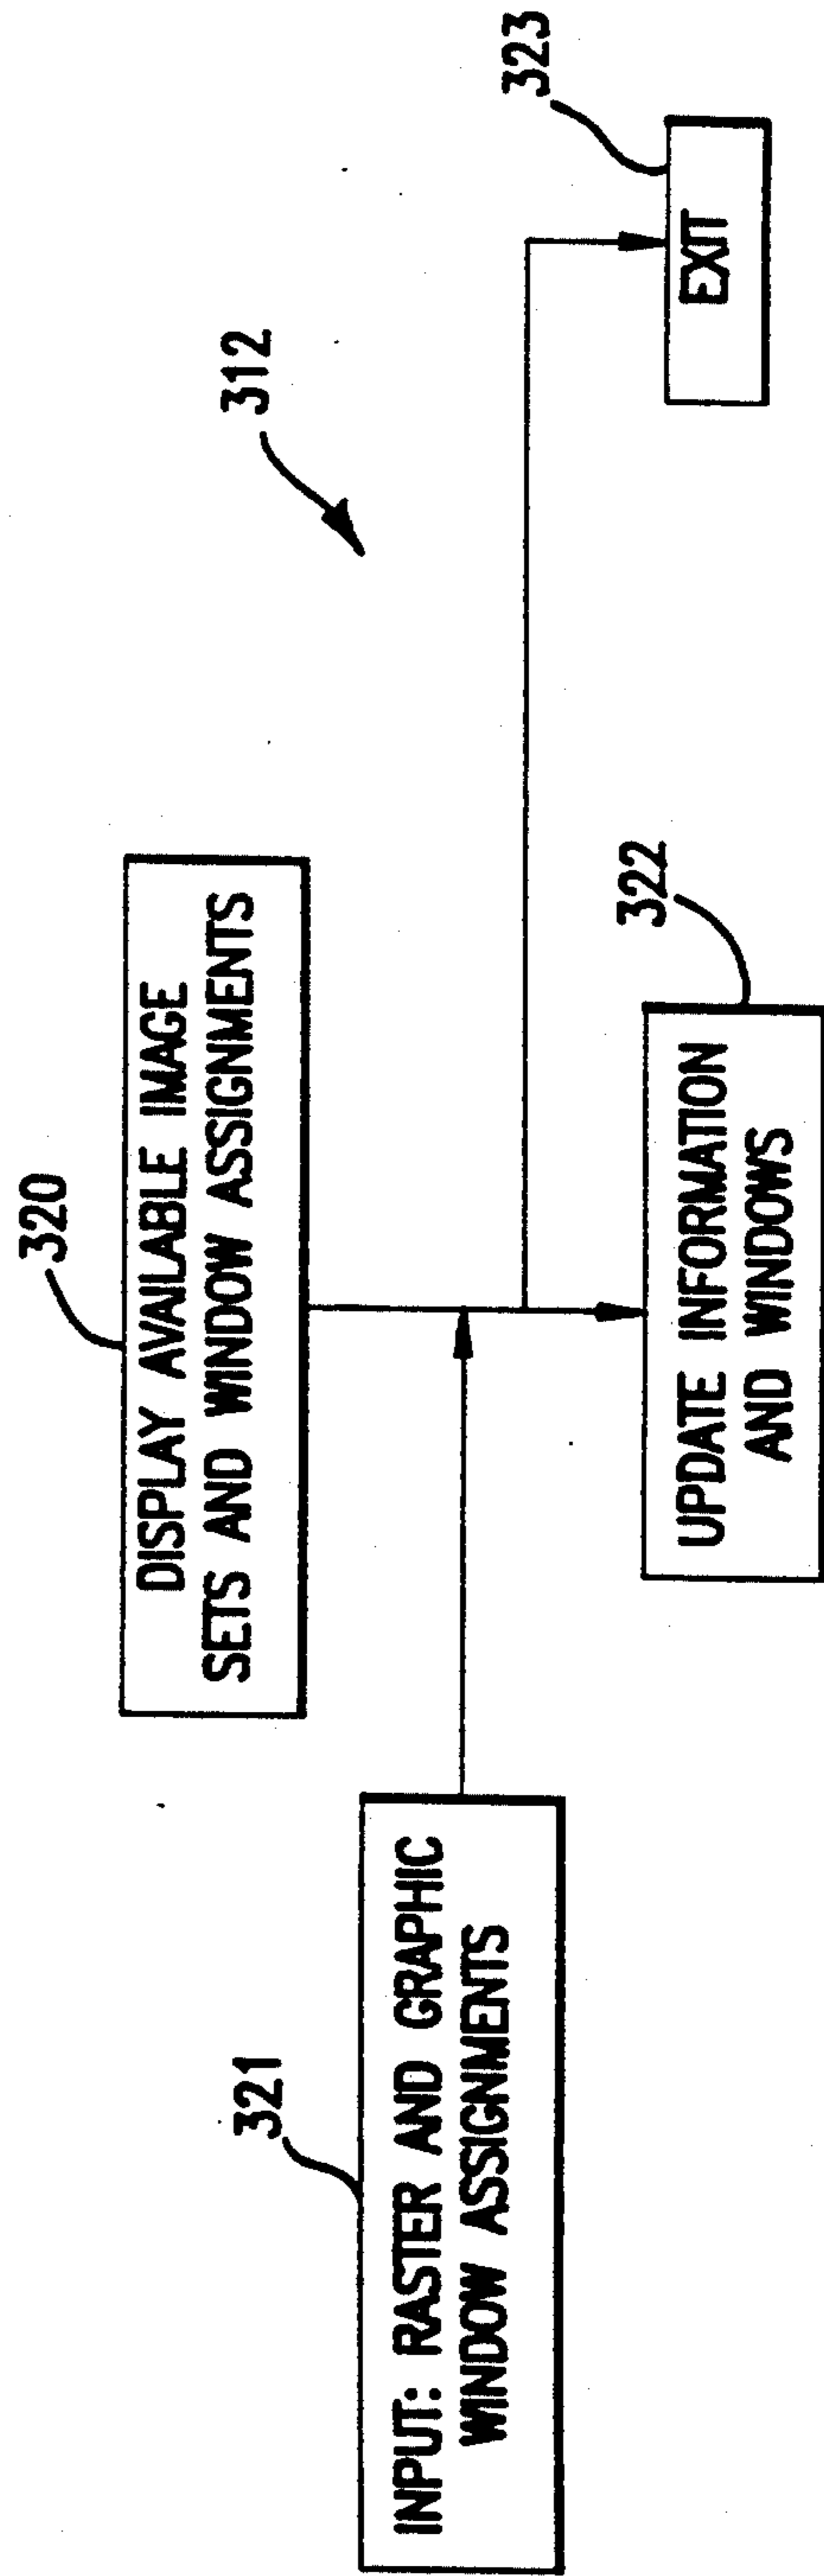 320
DISPLAY AVAILABLE IMAGE
SETS AND WINDOW ASSIGNMENTS
312
321
INPUT: RASTER AND GRAPHIC
WINDOW ASSIGNMENTS
322
UPDATE INFORMATION
AND WINDOWS
323
EXIT